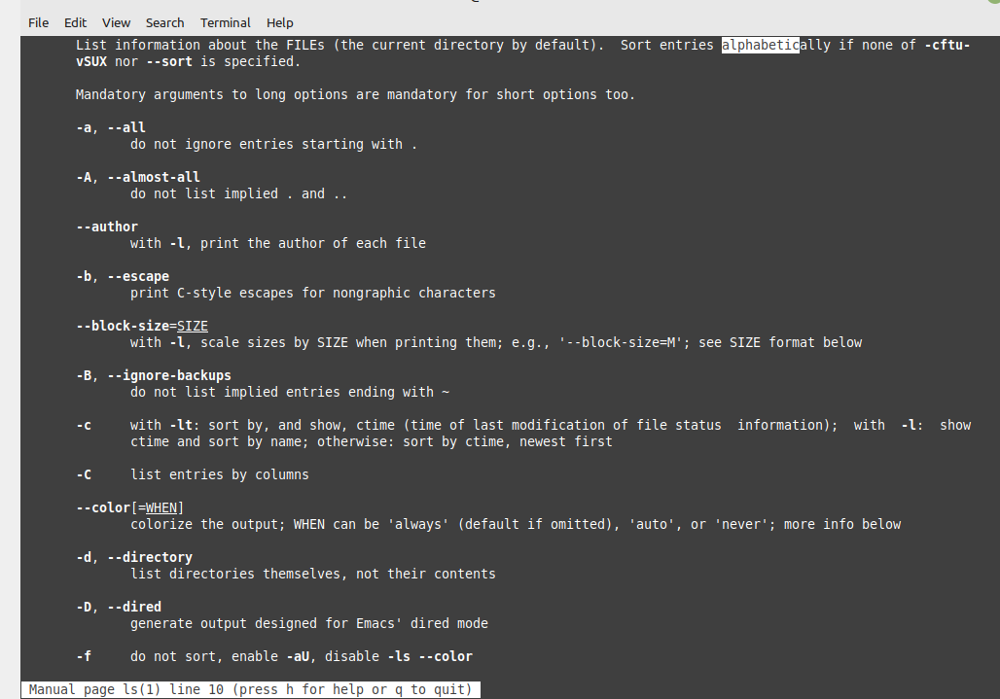 File Edit View Search Terminal Help
List information about the FILEs (the current directory by default). Sort entries alphabetically if none of -cftu-
vSUX nor --sort is specified.
Mandatory arguments to long options are mandatory for short options too.
-a, --all
do not ignore entries starting with .
-A, --almost-all
do not list implied . and ..
--author
with -l, print the author of each file
-b, --escape
print C-style escapes for nongraphic characters
--block-size=SIZE
with -l, scale sizes by SIZE when printing them; e.g., '--block-size=M'; see SIZE format below
-B, --ignore-backups
do not list implied entries ending with ~
-c with -lt: sort by, and show, ctime (time of last modification of file status information); with -l: show
ctime and sort by name; otherwise: sort by ctime, newest first
-C list entries by columns
--color[=WHEN]
colorize the output; WHEN can be 'always' (default if omitted), 'auto', or 'never'; more info below
-d, --directory
list directories themselves, not their contents
-D, --dired
generate output designed for Emacs' dired mode
-f do not sort, enable -aU, disable -ls --color
Manual page ls(1) line 10 (press h for help or q to quit)